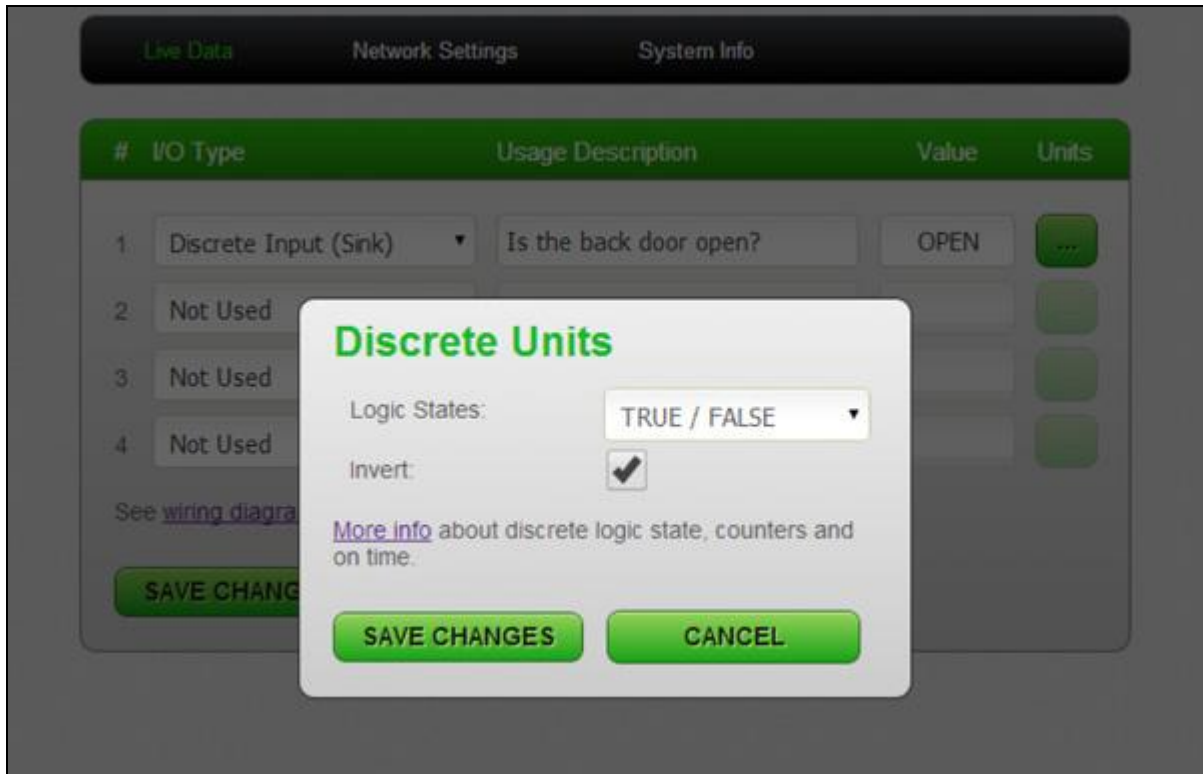 Live Data Network Settings System Info
# I/O Type Usage Description Value Units
1 Discrete Input (Sink) Is the back door open? OPEN ...
2 Not Used
3 Not Used
4 Not Used
See wiring diagra
SAVE CHANG
Discrete Units
Logic States: TRUE / FALSE
Invert:
More info about discrete logic state, counters and
on time.
SAVE CHANGES CANCEL